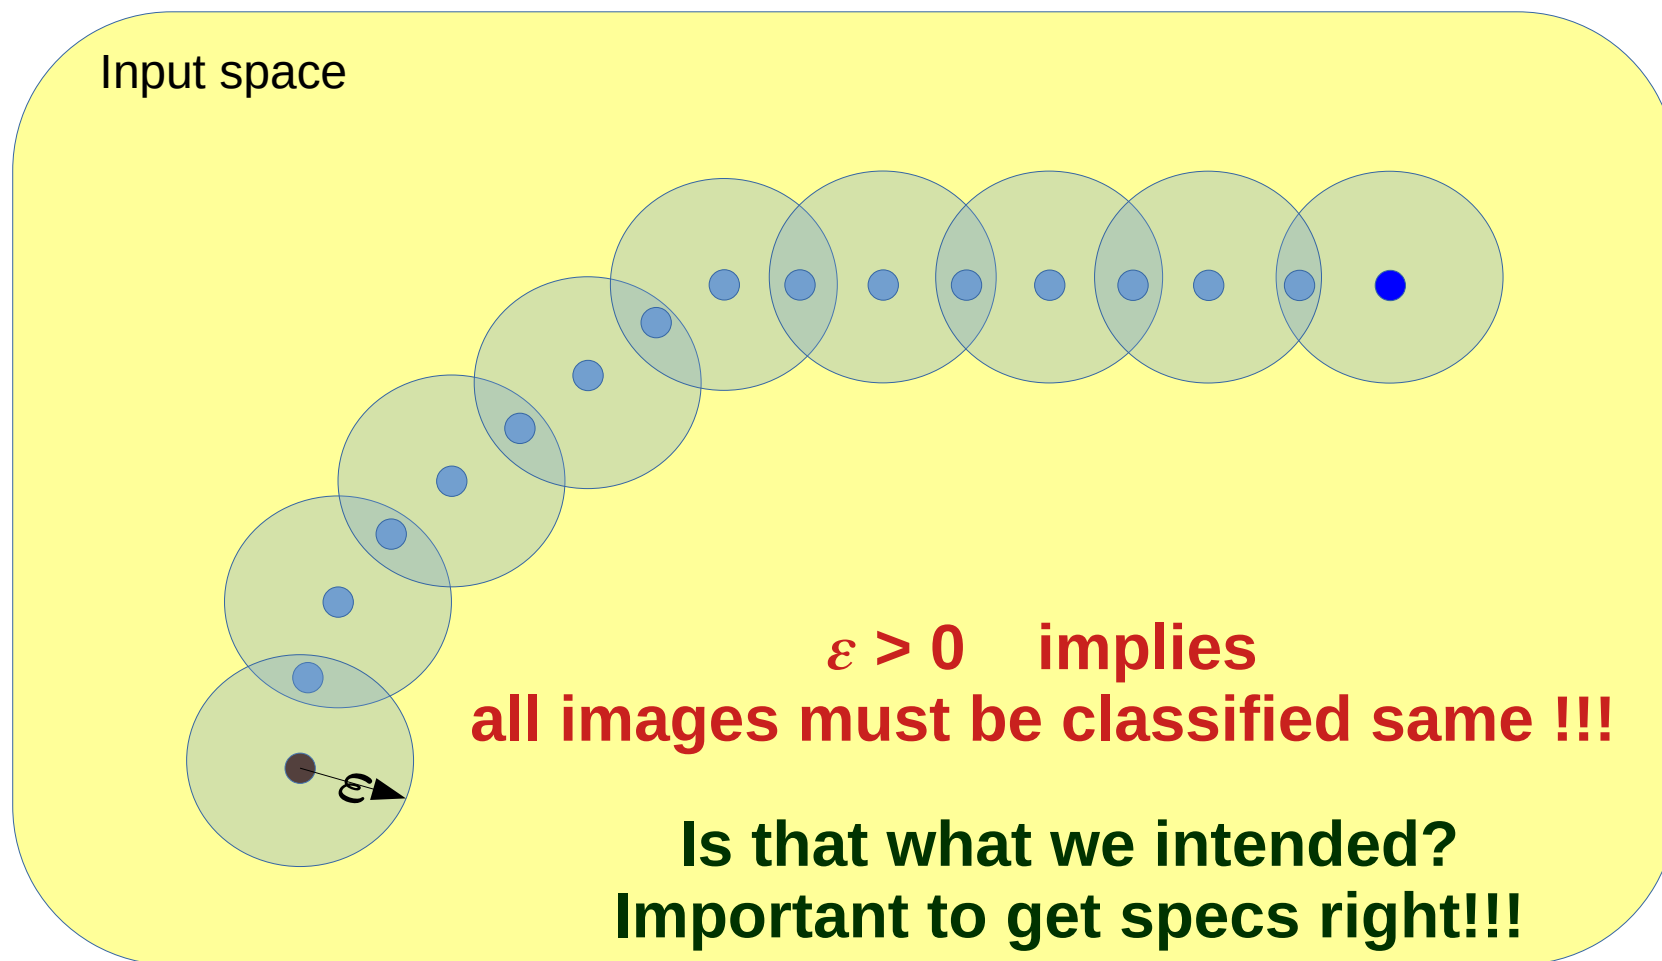 Input space
ε > 0 implies
all images must be classified same !!!
ε
Is that what we intended?
Important to get specs right!!!